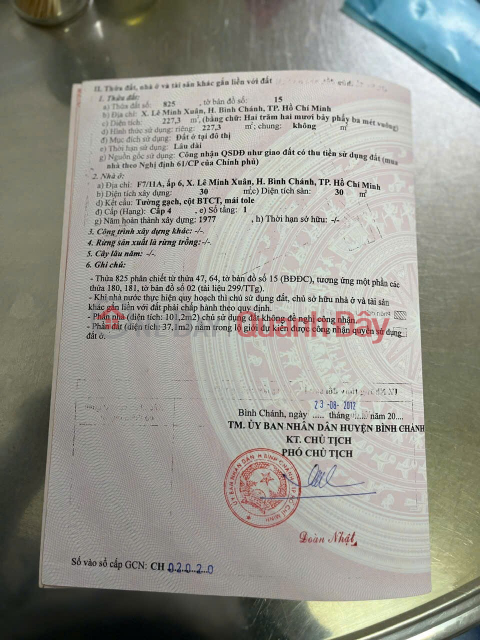 II. Thửa đất, nhà ở và tài sản khác gắn liền với đất
1. Thửa đất:
a) Thửa đất số: 825 , tờ bản đồ số: 15
b) Địa chỉ: X. Lê Minh Xuân, H. Bình Chánh, TP. Hồ Chí Minh
c) Diện tích: 227,3 m², (bằng chữ: Hai trăm hai mươi bảy phẩy ba mét vuông)
d) Hình thức sử dụng: riêng: 227,3 m²; chung: không m²
đ) Mục đích sử dụng: Đất ở tại đô thị
e) Thời hạn sử dụng: Lâu dài
g) Nguồn gốc sử dụng: Công nhận QSDĐ như giao đất có thu tiền sử dụng đất (mua
nhà theo Nghị định 61/CP của Chính phủ)
2. Nhà ở:
a) Địa chỉ: F7/11A, ấp 6, X. Lê Minh Xuân, H. Bình Chánh, TP. Hồ Chí Minh
b) Diện tích xây dựng: 30 m² c) Diện tích sàn: 30 m²
d) Kết cấu: Tường gạch, cột BTCT, mái tole
đ) Cấp (Hạng): Cấp 4 , e) Số tầng: 1
g) Năm hoàn thành xây dựng: 1977 , h) Thời hạn sở hữu: -/-
3. Công trình xây dựng khác: -/-
4. Rừng sản xuất là rừng trồng: -/-
5. Cây lâu năm: -/-
6. Ghi chú:
- Thửa 825 phân chiết từ thửa 47, 64, tờ bản đồ số 15 (BĐĐC), tương ứng một phần các
thửa 180, 181, tờ bản đồ số 02 (tài liệu 299/TTg).
- Khi nhà nước thực hiện quy hoạch thì chủ sử dụng đất, chủ sở hữu nhà ở và tài sản
khác gắn liền với đất phải chấp hành theo quy định.
- Phần nhà (diện tích: 101,2m2) chủ sử dụng đất không đề nghị công nhận.
- Phần đất (diện tích: 37,1m2) nằm trong lộ giới dự kiến được công nhận quyền sử dụng
đất ở.
Bình Chánh, ngày 23-08-2012 tháng ..... năm 20....
TM. ỦY BAN NHÂN DÂN HUYỆN BÌNH CHÁNH
KT. CHỦ TỊCH
PHÓ CHỦ TỊCH
Đoàn Nhật
Số vào sổ cấp GCN: CH 02020